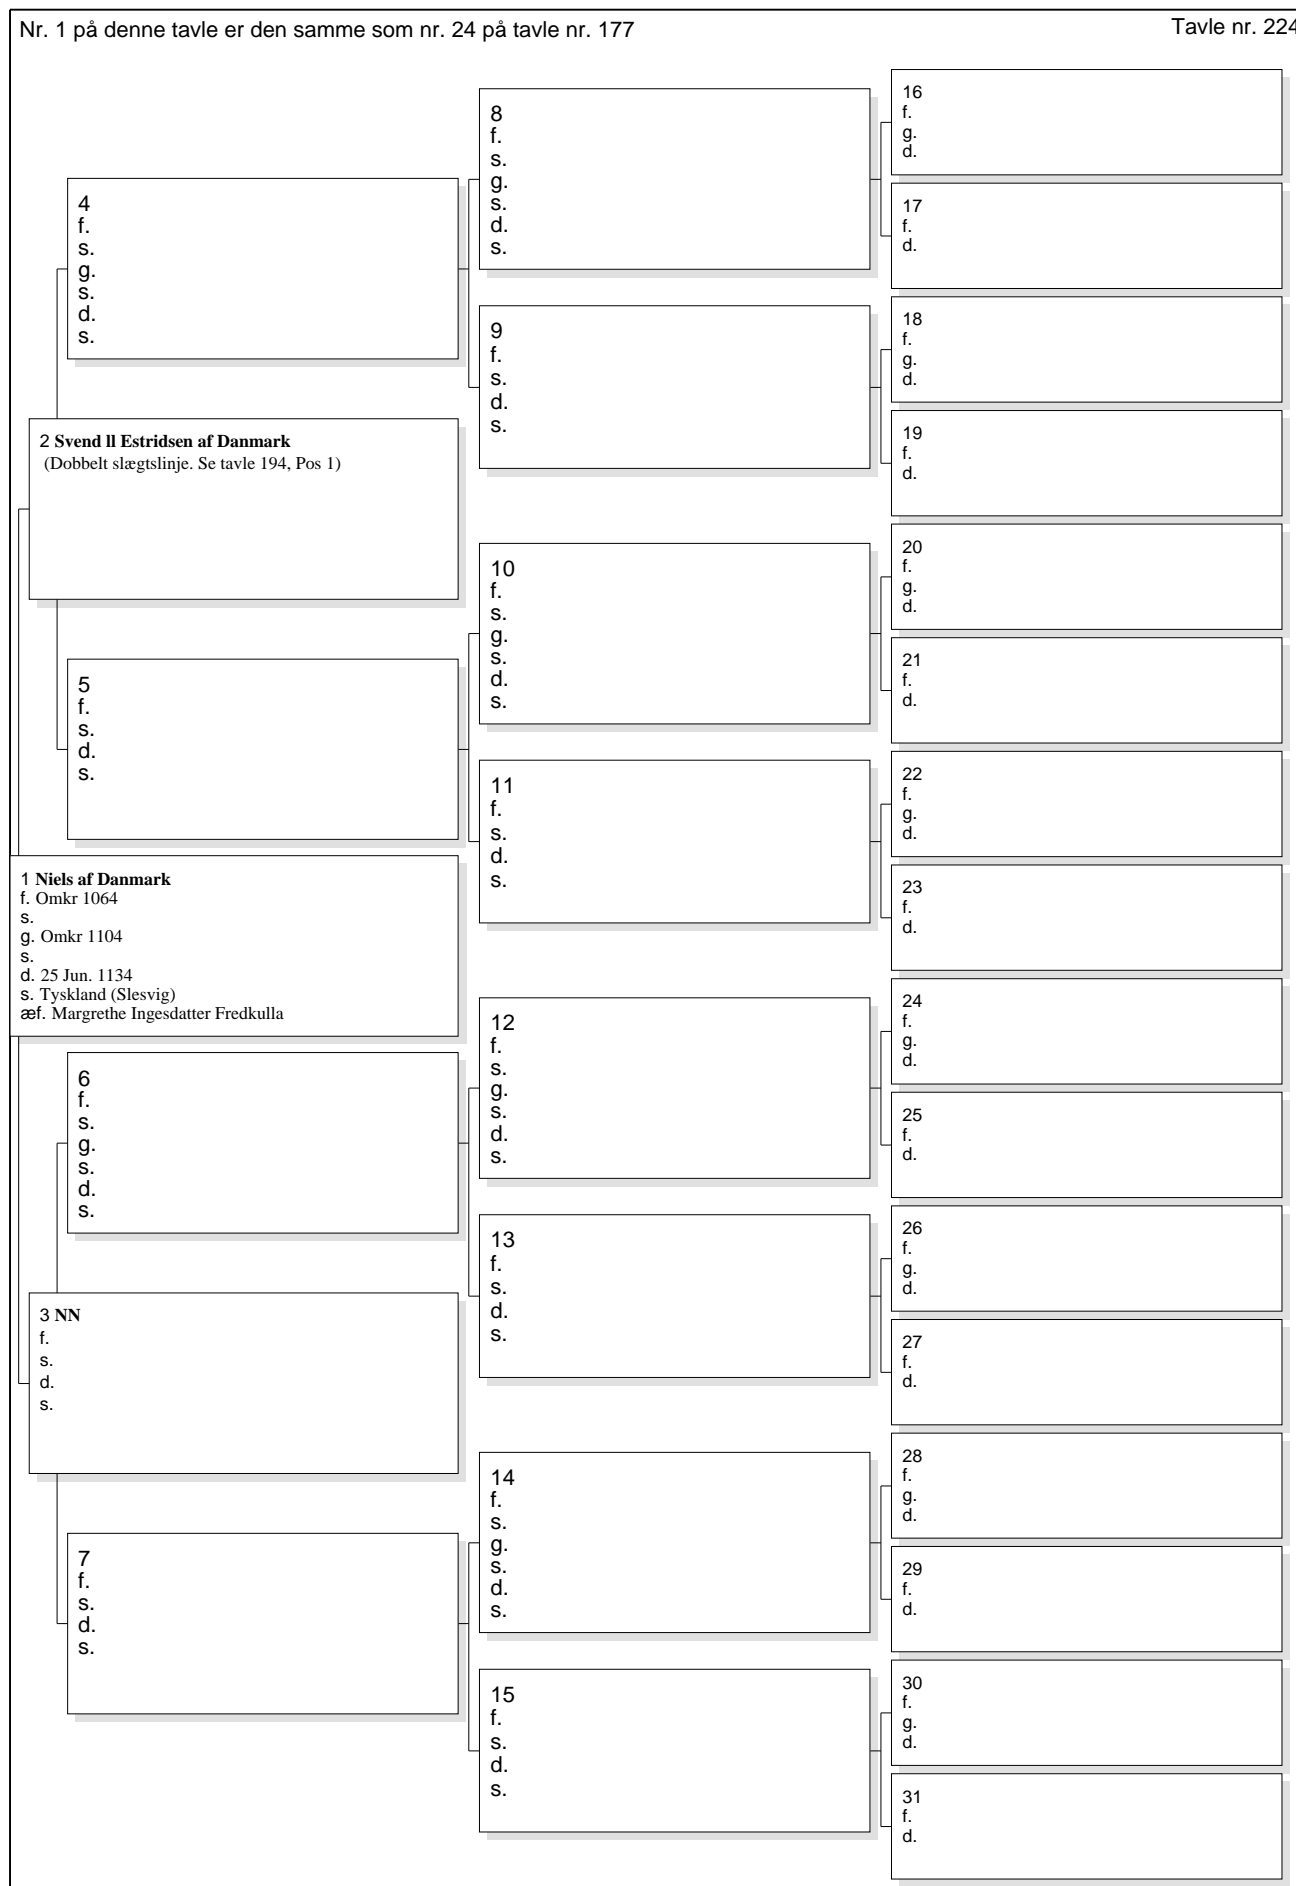 Nr. 1 på denne tavle er den samme som nr. 24 på tavle nr. 177
Tavle nr. 224
4
f.
s.
g.
s.
d.
s.
2 Svend ll Estridsen af Danmark
(Dobbelt slægtslinje. Se tavle 194, Pos 1)
5
f.
s.
d.
s.
1 Niels af Danmark
f. Omkr 1064
s.
g. Omkr 1104
s.
d. 25 Jun. 1134
s. Tyskland (Slesvig)
æf. Margrethe Ingesdatter Fredkulla
6
f.
s.
g.
s.
d.
s.
3 NN
f.
s.
d.
s.
7
f.
s.
d.
s.
8
f.
s.
g.
s.
d.
s.
9
f.
s.
d.
s.
10
f.
s.
g.
s.
d.
s.
11
f.
s.
d.
s.
12
f.
s.
g.
s.
d.
s.
13
f.
s.
d.
s.
14
f.
s.
g.
s.
d.
s.
15
f.
s.
d.
s.
16
f.
g.
d.
17
f.
d.
18
f.
g.
d.
19
f.
d.
20
f.
g.
d.
21
f.
d.
22
f.
g.
d.
23
f.
d.
24
f.
g.
d.
25
f.
d.
26
f.
g.
d.
27
f.
d.
28
f.
g.
d.
29
f.
d.
30
f.
g.
d.
31
f.
d.